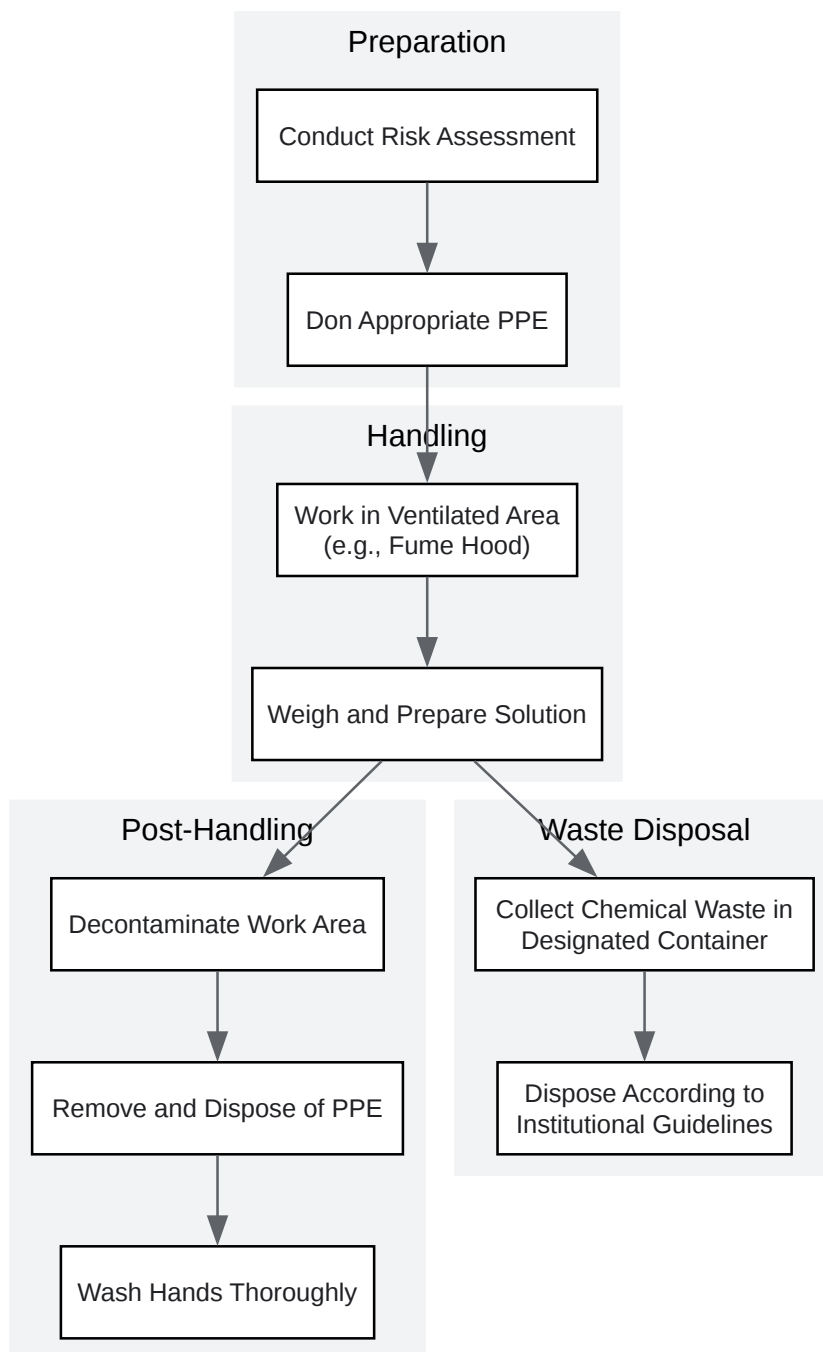 Preparation
Conduct Risk Assessment
Don Appropriate PPE
Handling
Work in Ventilated Area
(e.g., Fume Hood)
Weigh and Prepare Solution
Post-Handling
Decontaminate Work Area
Remove and Dispose of PPE
Wash Hands Thoroughly
Waste Disposal
Collect Chemical Waste in
Designated Container
Dispose According to
Institutional Guidelines